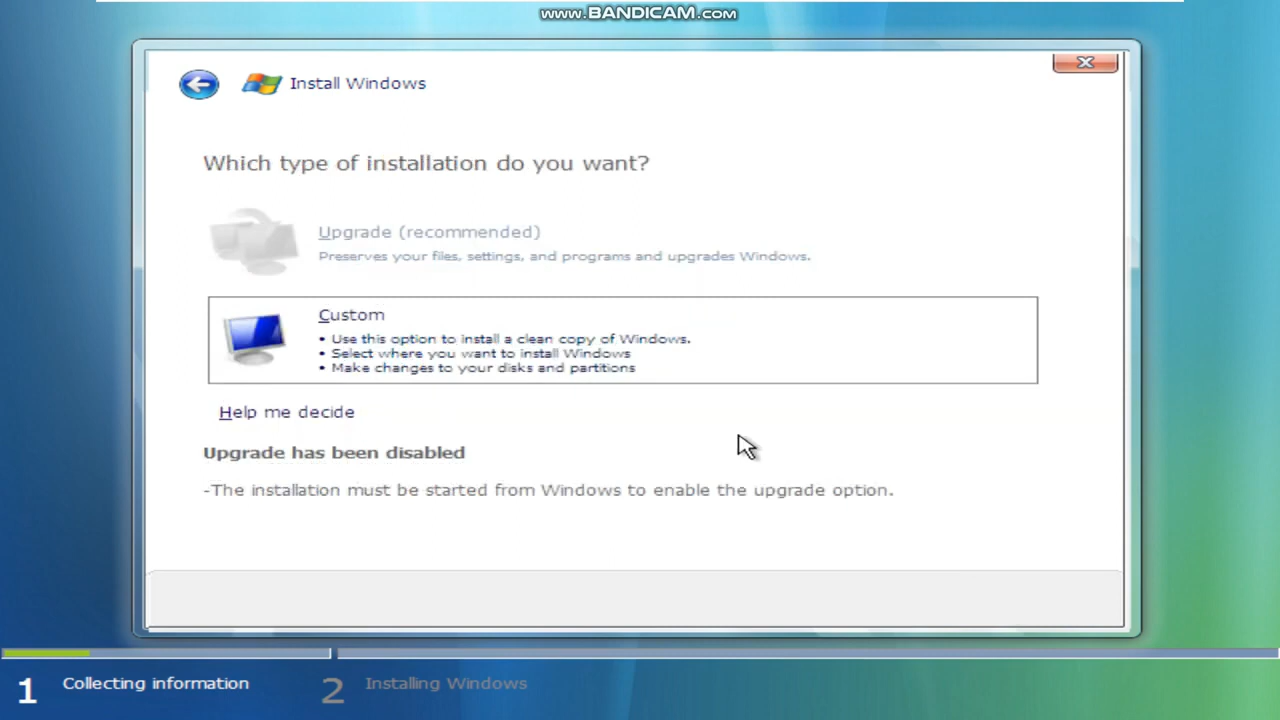 www.BANDICAM.com
Install Windows
Which type of installation do you want?
Upgrade (recommended)
Preserves your files, settings, and programs and upgrades Windows.
Custom
• Use this option to install a clean copy of Windows.
• Select where you want to install Windows
• Make changes to your disks and partitions
Help me decide
Upgrade has been disabled
-The installation must be started from Windows to enable the upgrade option.
1 Collecting information 2 Installing Windows